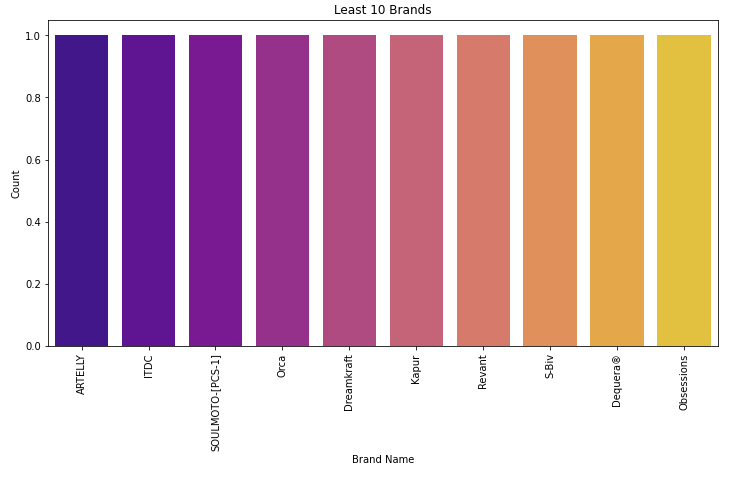 Least 10 Brands
1.0
0.8
0.6
0.4
0.2
0.0
Count
ARTELLY
ITDC
SOULMOTO-[PCS-1]
Orca
Dreamkraft
Kapur
Revant
S-Biv
Dequera®
Obsessions
Brand Name